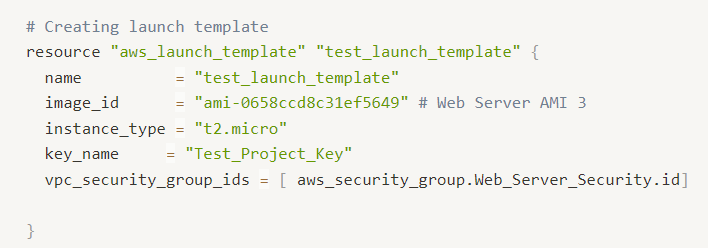 # Creating launch template
resource "aws_launch_template" "test_launch_template" {
  name          = "test_launch_template"
  image_id      = "ami-0658ccd8c31ef5649" # Web Server AMI 3
  instance_type = "t2.micro"
  key_name     = "Test_Project_Key"
  vpc_security_group_ids = [ aws_security_group.Web_Server_Security.id]
}